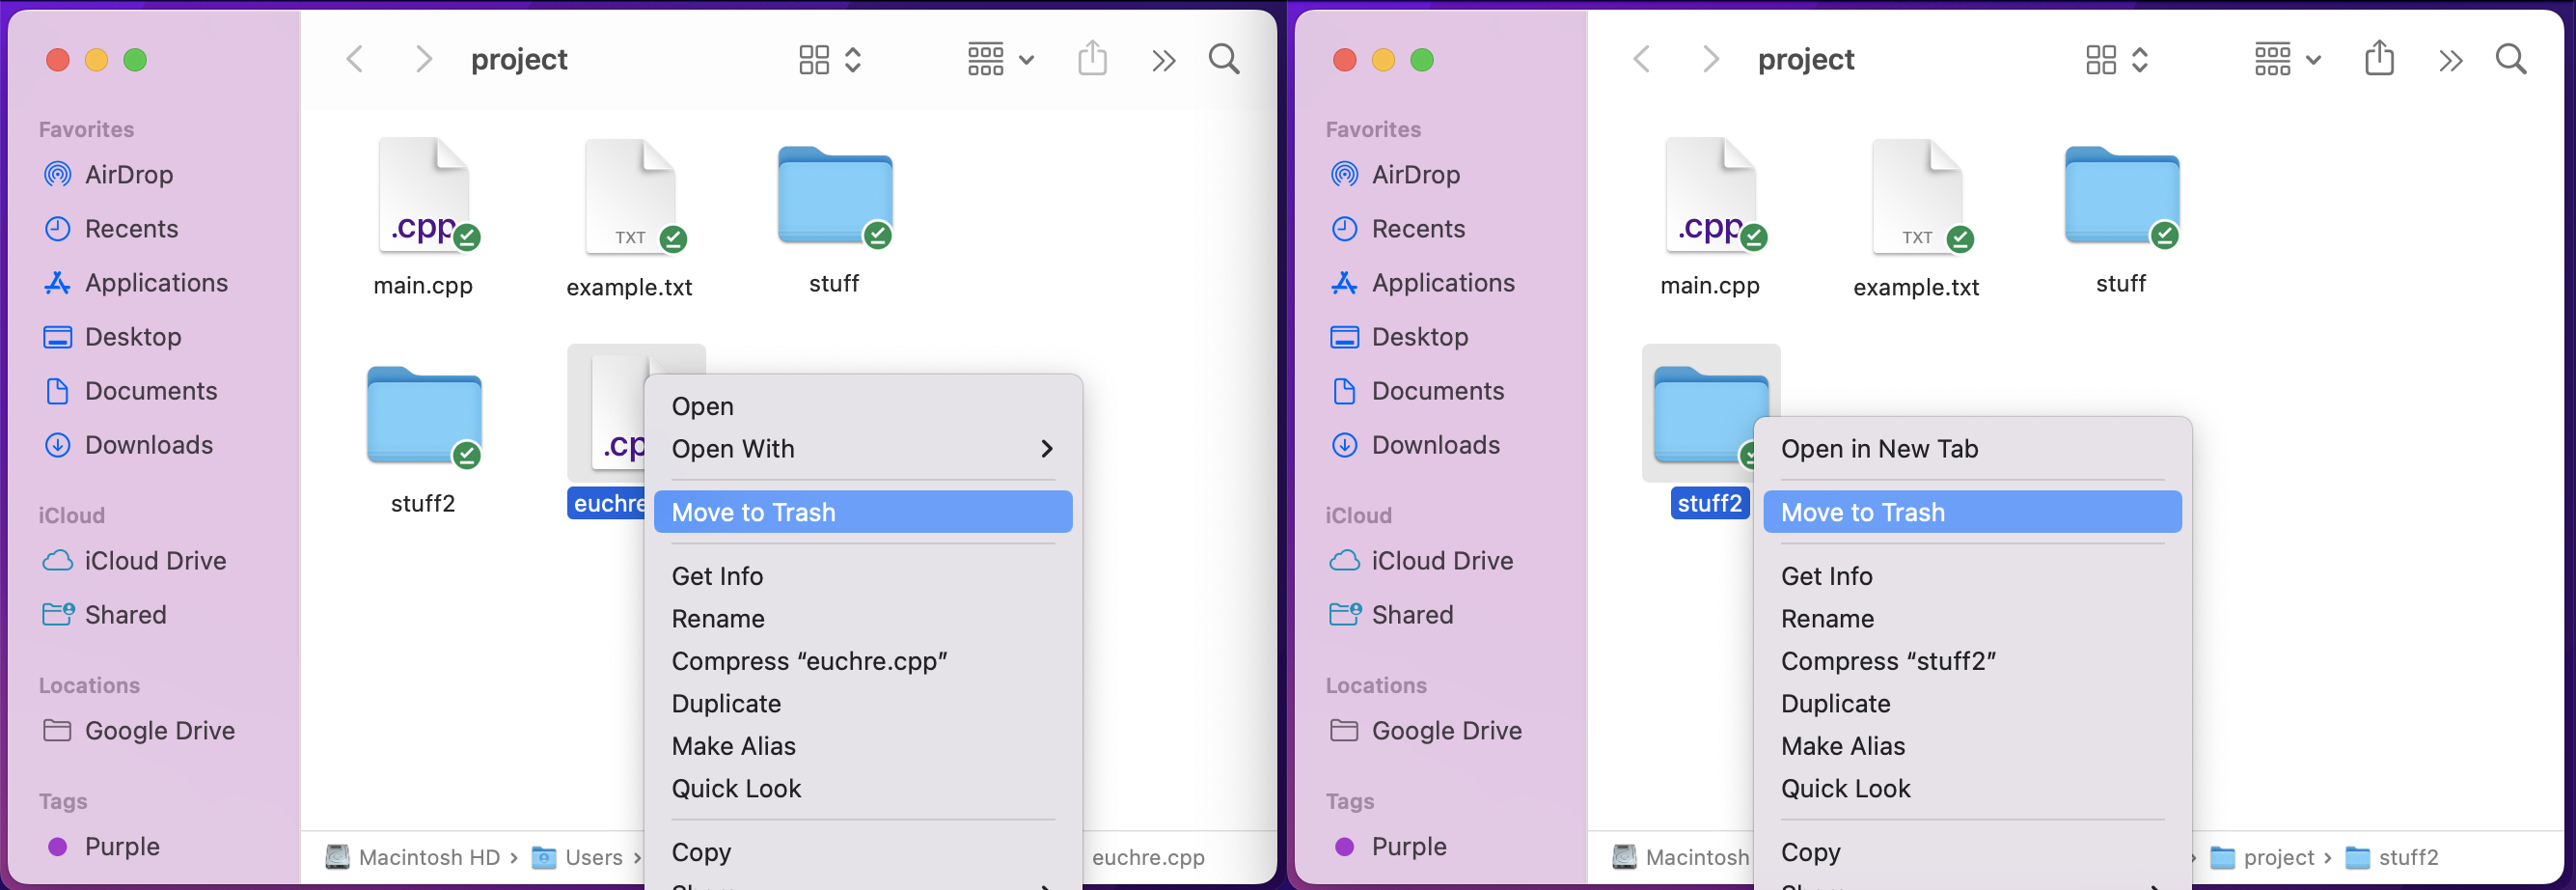 project
Favorites
AirDrop
Recents
Applications
Desktop
Documents
Downloads
iCloud
iCloud Drive
Shared
Locations
Google Drive
Tags
Purple
.cpp
main.cpp
TXT
example.txt
stuff
stuff2
.cp
euchre
Open
Open With
Move to Trash
Get Info
Rename
Compress “euchre.cpp”
Duplicate
Make Alias
Quick Look
Copy
Macintosh HD › Users ›
euchre.cpp
project
Favorites
AirDrop
Recents
Applications
Desktop
Documents
Downloads
iCloud
iCloud Drive
Shared
Locations
Google Drive
Tags
Purple
.cpp
main.cpp
TXT
example.txt
stuff
stuff2
Open in New Tab
Move to Trash
Get Info
Rename
Compress “stuff2”
Duplicate
Make Alias
Quick Look
Copy
Macintosh
› project › stuff2